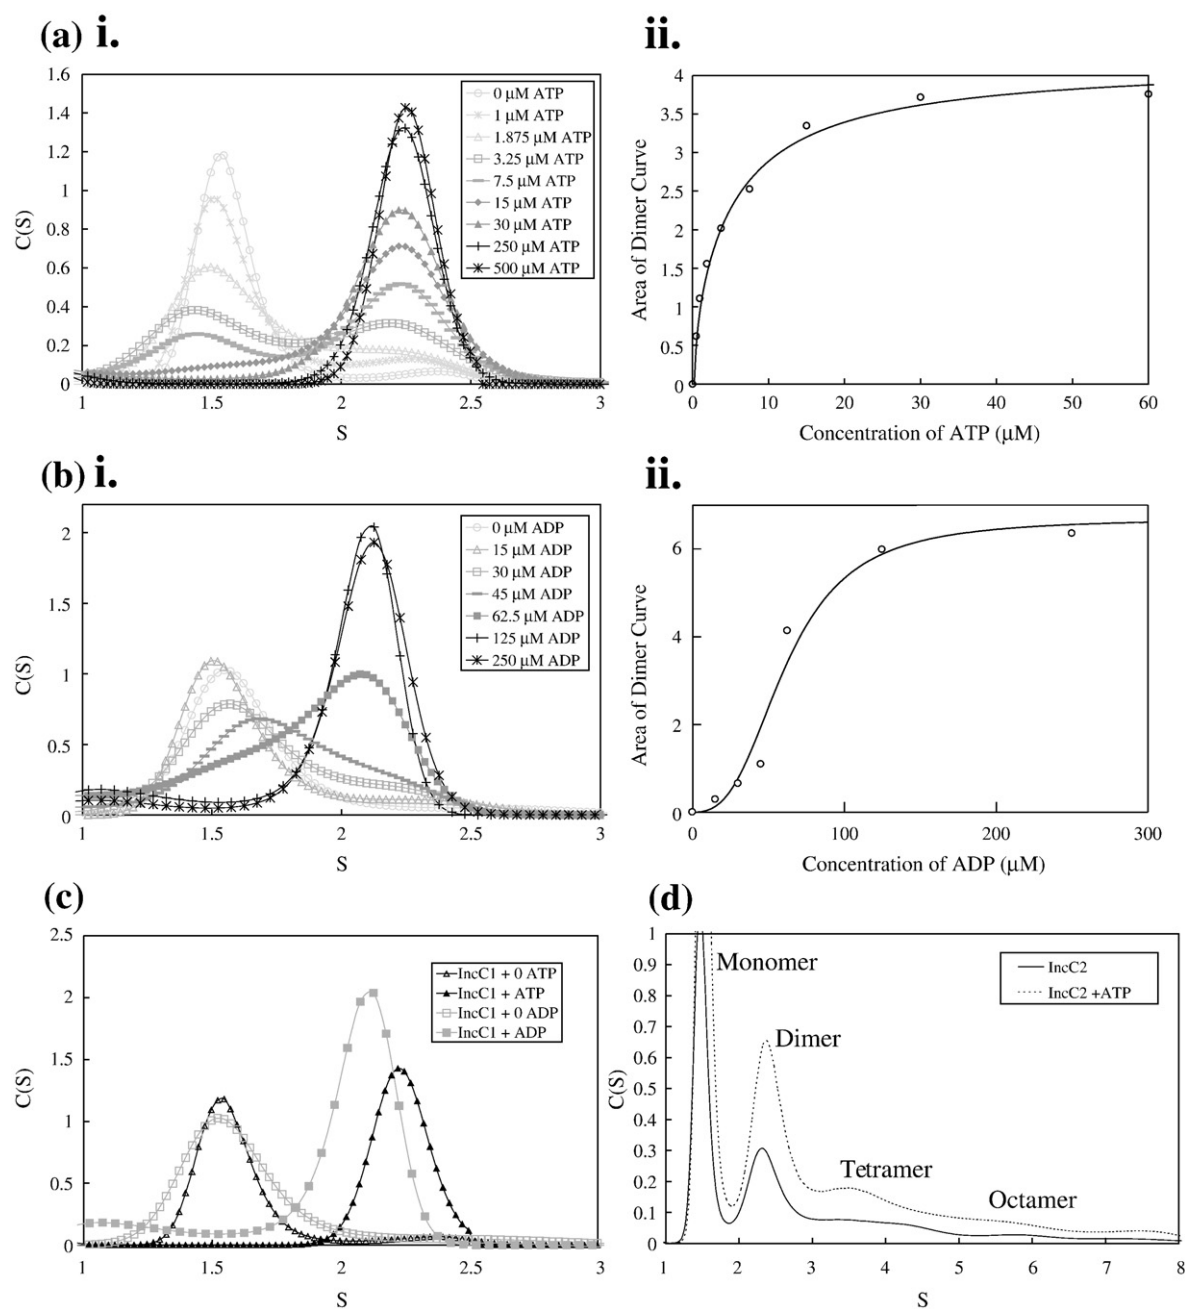 (a) i.
C(S)
1.6
1.4
1.2
1
0.8
0.6
0.4
0.2
0
1
1.5
2
2.5
3
S
0 µM ATP
1 µM ATP
1.875 µM ATP
3.25 µM ATP
7.5 µM ATP
15 µM ATP
30 µM ATP
250 µM ATP
500 µM ATP
ii.
Area of Dimer Curve
4
3.5
3
2.5
2
1.5
1
0.5
0
0
10
20
30
40
50
60
Concentration of ATP (µM)
(b) i.
C(S)
2
1.5
1
0.5
0
1
1.5
2
2.5
3
S
0 µM ADP
15 µM ADP
30 µM ADP
45 µM ADP
62.5 µM ADP
125 µM ADP
250 µM ADP
ii.
Area of Dimer Curve
6
4
2
0
0
100
200
300
Concentration of ADP (µM)
(c)
C(S)
2.5
2
1.5
1
0.5
0
1
1.5
2
2.5
3
S
IncC1 + 0 ATP
IncC1 + ATP
IncC1 + 0 ADP
IncC1 + ADP
(d)
C(S)
1
0.9
0.8
0.7
0.6
0.5
0.4
0.3
0.2
0.1
0
1
2
3
4
5
6
7
8
S
Monomer
Dimer
Tetramer
Octamer
IncC2
IncC2 +ATP